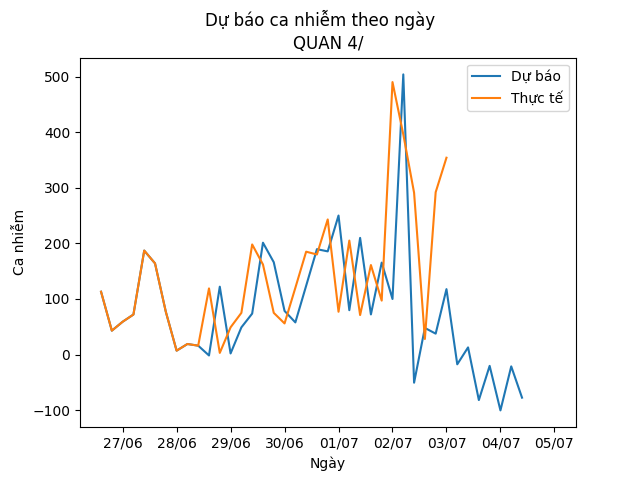 Dự báo ca nhiễm theo ngày
QUAN 4/
Dự báo
Thực tế
Ca nhiễm
500
400
300
200
100
0
−100
27/06 28/06 29/06 30/06 01/07 02/07 03/07 04/07 05/07
Ngày